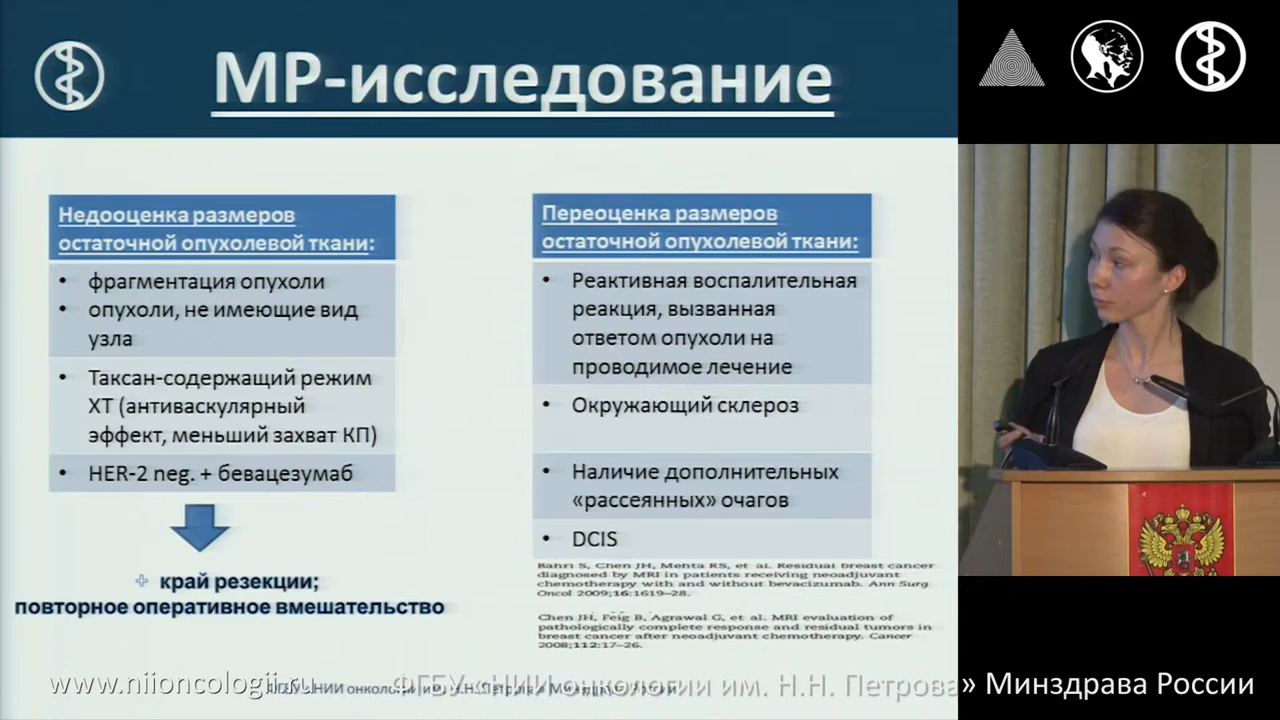 МР-исследование
Недооценка размеров
остаточной опухолевой ткани:
• фрагментация опухоли
• опухоли, не имеющие вид
узла
• Таксан-содержащий режим
ХТ (антиваскулярный
эффект, меньший захват КП)
• HER-2 neg. + бевацезумаб
+ край резекции;
повторное оперативное вмешательство
Переоценка размеров
остаточной опухолевой ткани:
• Реактивная воспалительная
реакция, вызванная
ответом опухоли на
проводимое лечение
• Окружающий склероз
• Наличие дополнительных
«рассеянных» очагов
• DCIS
Bahri S, Chen JH, Mehta RS, et al. Residual breast cancer
diagnosed by MRI in patients receiving neoadjuvant
chemotherapy with and without bevacizumab. Ann Surg
Oncol 2009;16:1619–28.
Chen JH, Feig B, Agrawal G, et al. MRI evaluation of
pathologically complete response and residual tumors in
breast cancer after neoadjuvant chemotherapy. Cancer
2008;112:17–26.
www.niioncologii.ru ФГБУ «НИИ онкологии им. Н.Н. Петрова» Минздрава России